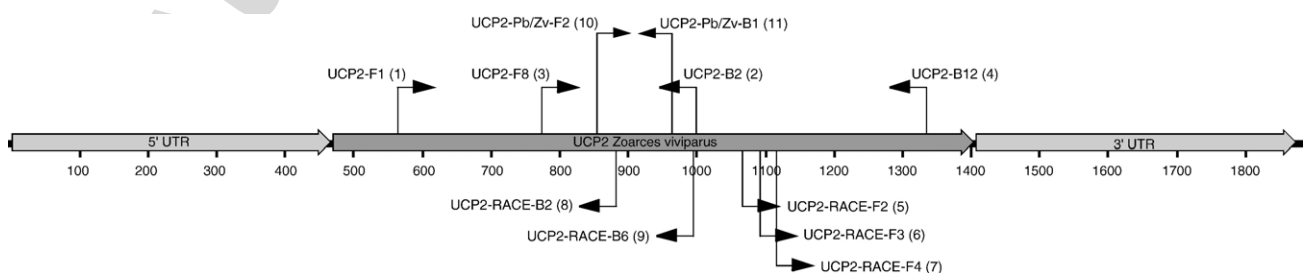 UCP2-Pb/Zv-F2 (10) UCP2-Pb/Zv-B1 (11)
UCP2-F1 (1) UCP2-F8 (3) UCP2-B2 (2) UCP2-B12 (4)
5' UTR UCP2 Zoarces viviparus 3' UTR
100 200 300 400 500 600 700 800 900 1000 1100 1200 1300 1400 1500 1600 1700 1800
UCP2-RACE-B2 (8) UCP2-RACE-F2 (5)
UCP2-RACE-B6 (9) UCP2-RACE-F3 (6)
UCP2-RACE-F4 (7)